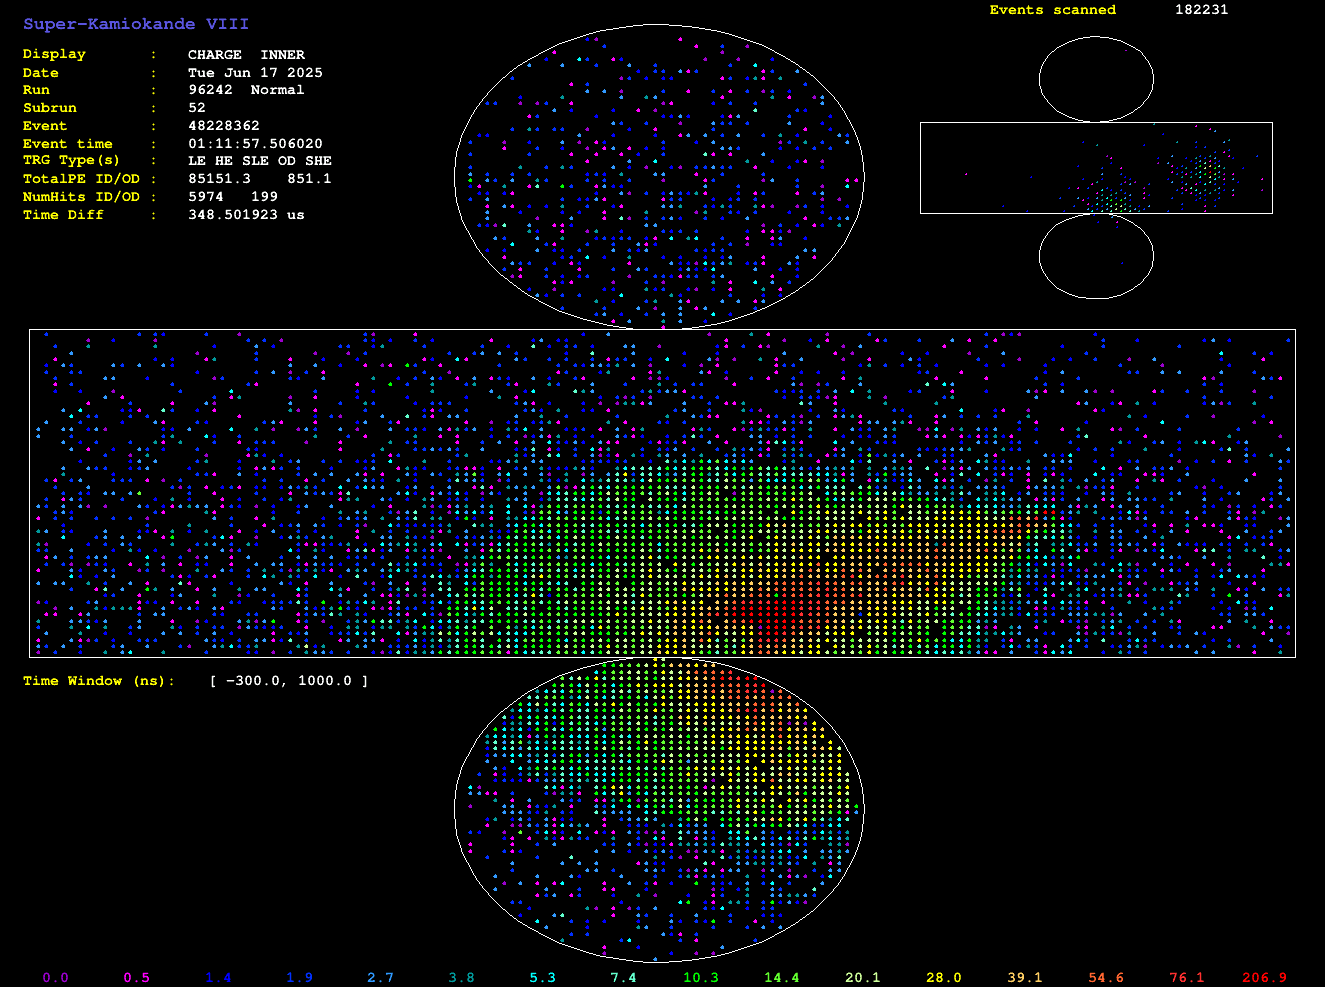 Super-Kamiokande VIII
Events scanned 182231
Display : CHARGE INNER
Date : Tue Jun 17 2025
Run : 96242 Normal
Subrun : 52
Event : 48228362
Event time : 01:11:57.506020
TRG Type(s) : LE HE SLE OD SHE
TotalPE ID/OD : 85151.3 851.1
NumHits ID/OD : 5974 199
Time Diff : 348.501923 us
Time Window (ns): [ -300.0, 1000.0 ]
0.0 0.5 1.4 1.9 2.7 3.8 5.3 7.4 10.3 14.4 20.1 28.0 39.1 54.6 76.1 206.9